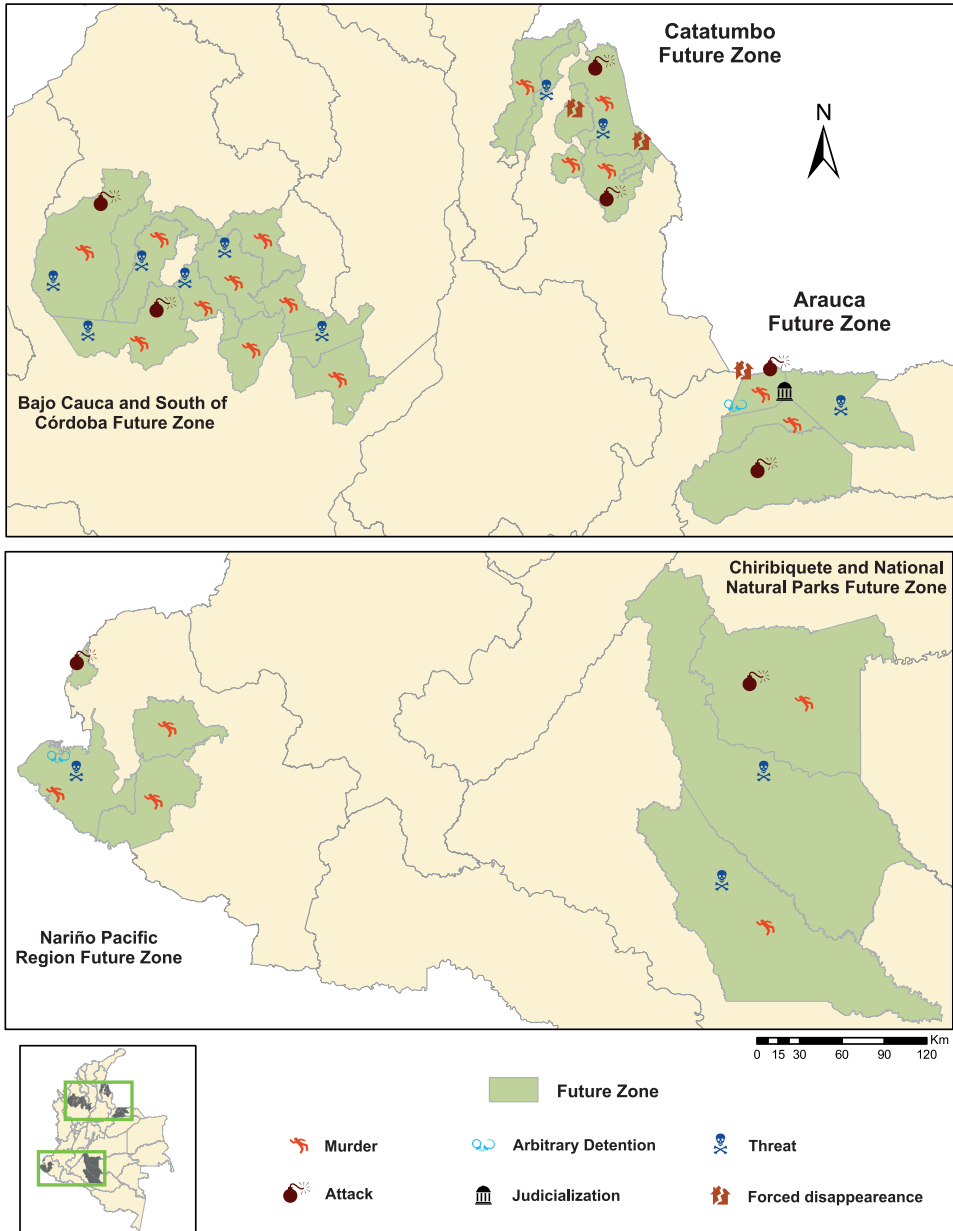 Catatumbo
Future Zone
N
Arauca
Future Zone
Bajo Cauca and South of
Córdoba Future Zone
Chiribiquete and National
Natural Parks Future Zone
Nariño Pacific
Region Future Zone
Km
0 15 30 60 90 120
Future Zone
Murder
Arbitrary Detention
Threat
Attack
Judicialization
Forced disappeareance